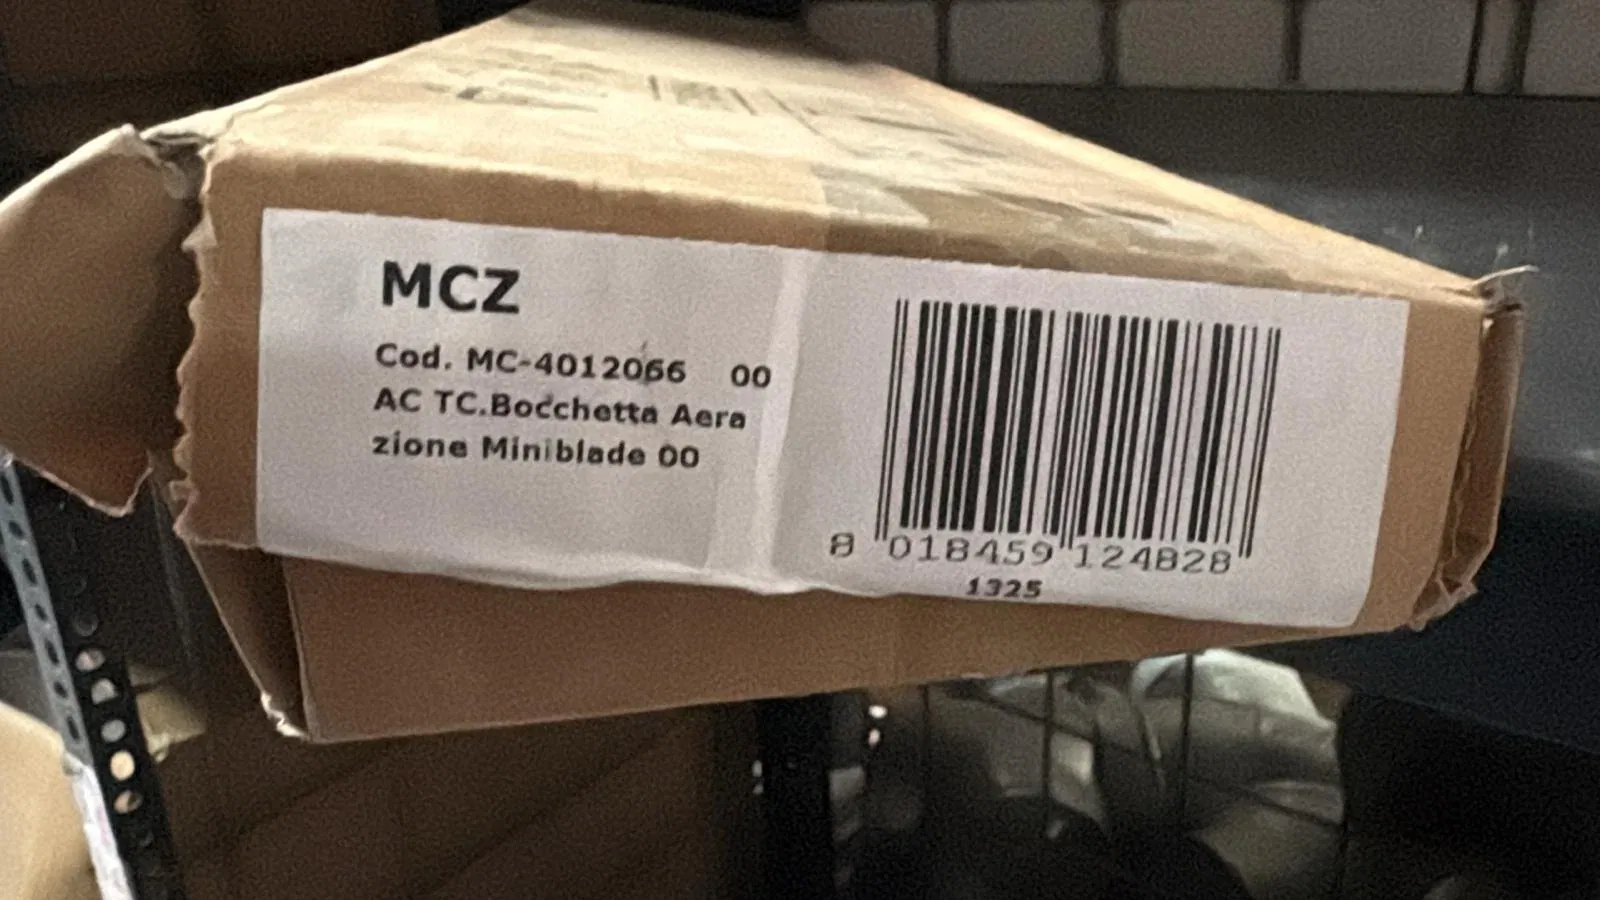 MCZ
Cod. MC-4012066 00
AC TC.Bocchetta Aera
zione Miniblade 00
8 018459 124828
1325